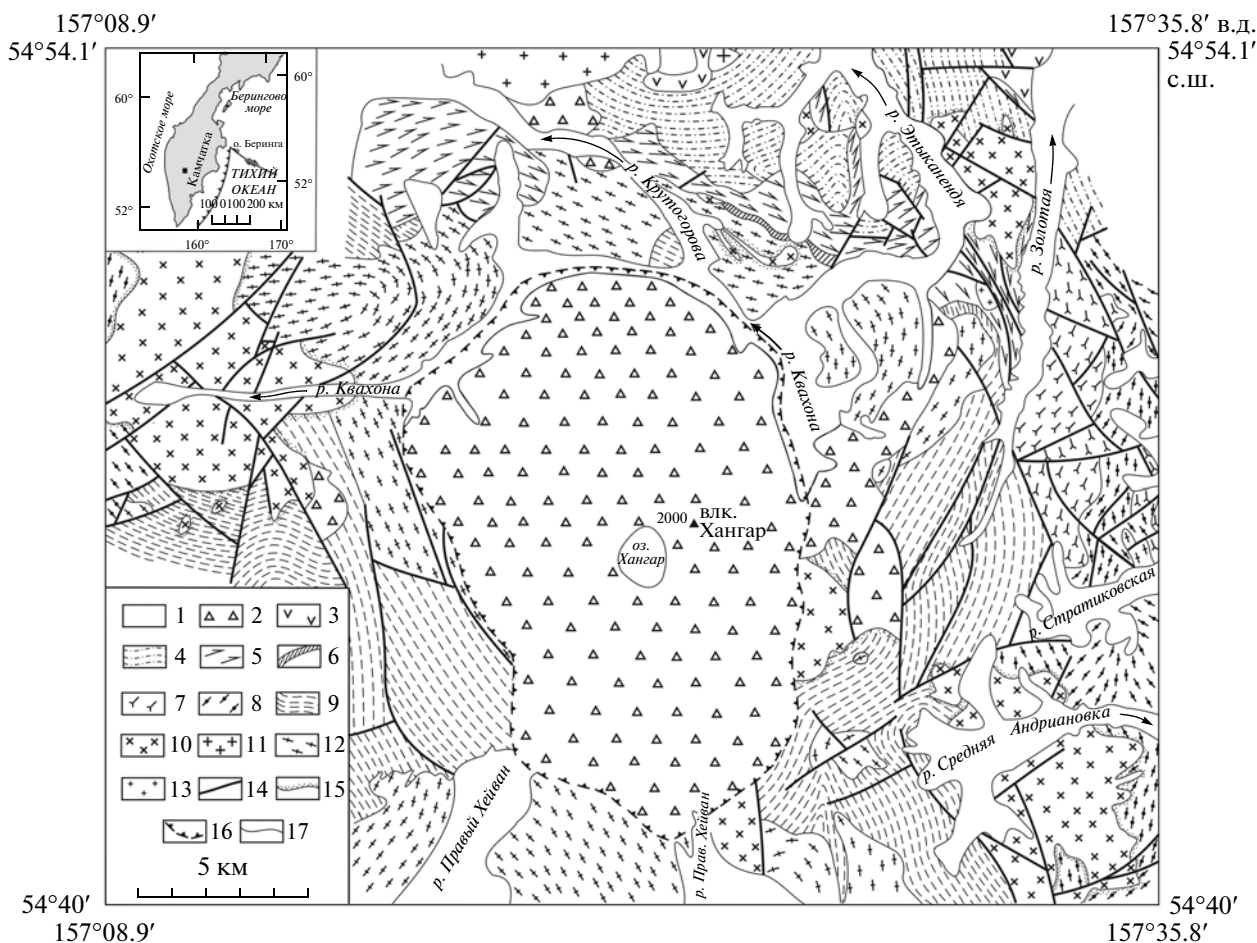 157°08.9′
157°35.8′ в.д.
54°54.1′
54°54.1′
с.ш.
60°
60°
Берингово
море
Охотское море
о. Беринга
Камчатка
ТИХИЙ
ОКЕАН
52°
52°
100 0 100 200 км
160°
170°
р. Этыканендя
р. Крутогорова
р. Золотая
р. Квахона
р. Квахона
2000
влк.
Хангар
оз.
Хангар
р. Стратиковская
р. Средняя Андриановка
р. Правый Хейван
р. Прав. Хейван
1 2 3
4 5 6
7 8 9
10 11 12
13 14 15
16 17
5 км
54°40′
54°40′
157°08.9′
157°35.8′